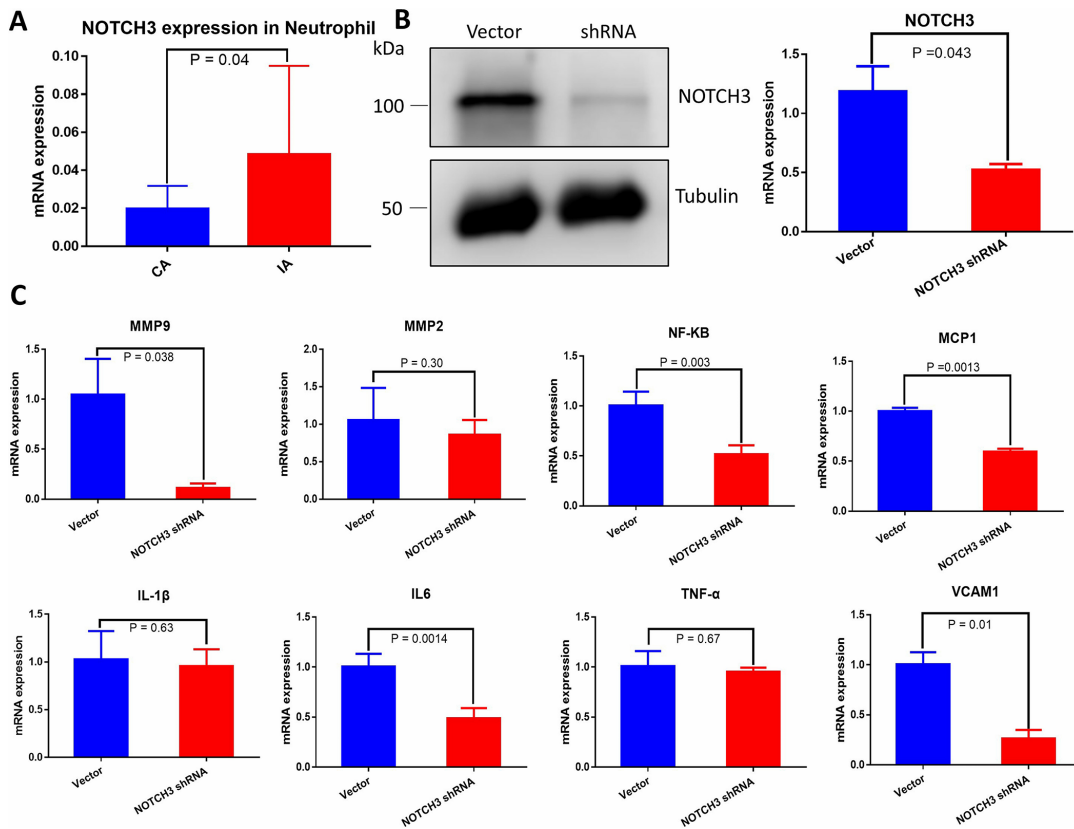 A
NOTCH3 expression in Neutrophil
P = 0.04
mRNA expression
0.10
0.08
0.06
0.04
0.02
0.00
CA
IA
B
kDa
Vector
shRNA
100
NOTCH3
50
Tubulin
NOTCH3
P =0.043
mRNA expression
1.5
1.0
0.5
0.0
Vector
NOTCH3 shRNA
C
MMP9
P = 0.038
mRNA expression
1.5
1.0
0.5
0.0
Vector
NOTCH3 shRNA
MMP2
P = 0.30
mRNA expression
2.0
1.5
1.0
0.5
0.0
Vector
NOTCH3 shRNA
NF-KB
P = 0.003
mRNA expression
1.5
1.0
0.5
0.0
Vector
NOTCH3 shRNA
MCP1
P =0.0013
mRNA expression
1.5
1.0
0.5
0.0
Vector
NOTCH3 shRNA
IL-1β
P = 0.63
mRNA expression
1.5
1.0
0.5
0.0
Vector
NOTCH3 shRNA
IL6
P = 0.0014
mRNA expression
1.5
1.0
0.5
0.0
Vector
NOTCH3 shRNA
TNF-α
P = 0.67
mRNA expression
1.5
1.0
0.5
0.0
Vector
NOTCH3 shRNA
VCAM1
P = 0.01
mRNA expression
1.5
1.0
0.5
0.0
Vector
NOTCH3 shRNA